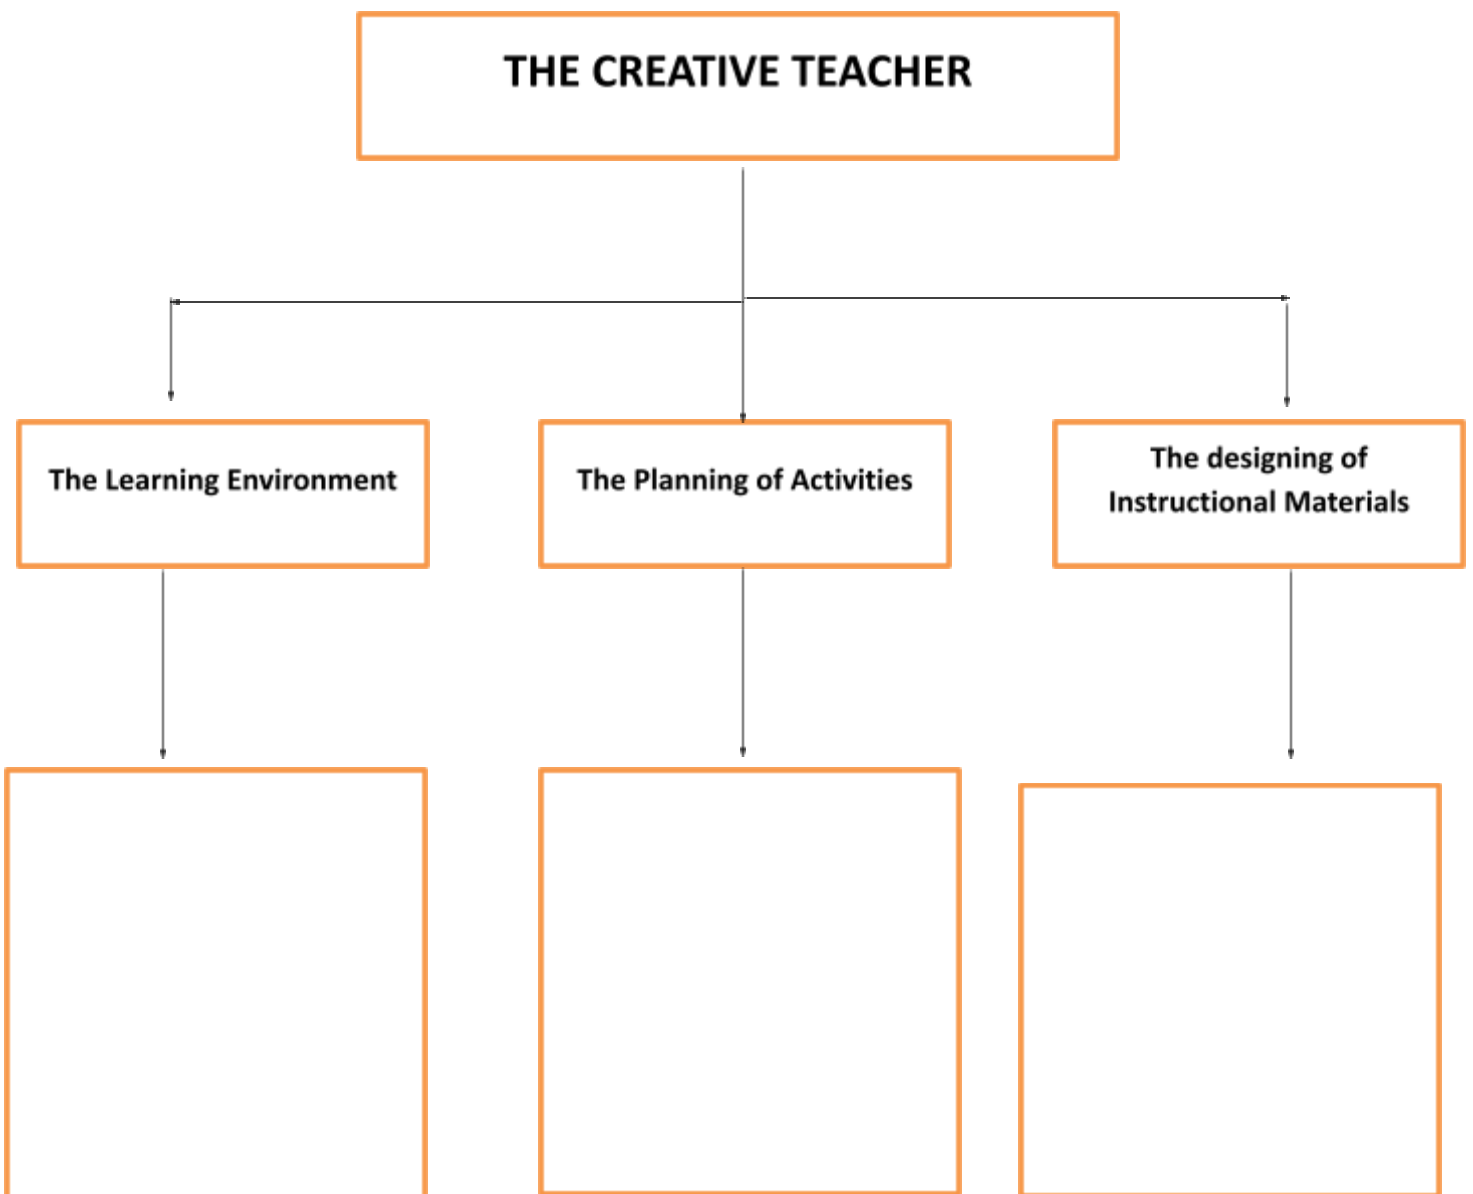 THE CREATIVE TEACHER
The Learning Environment
The Planning of Activities
The designing of
Instructional Materials